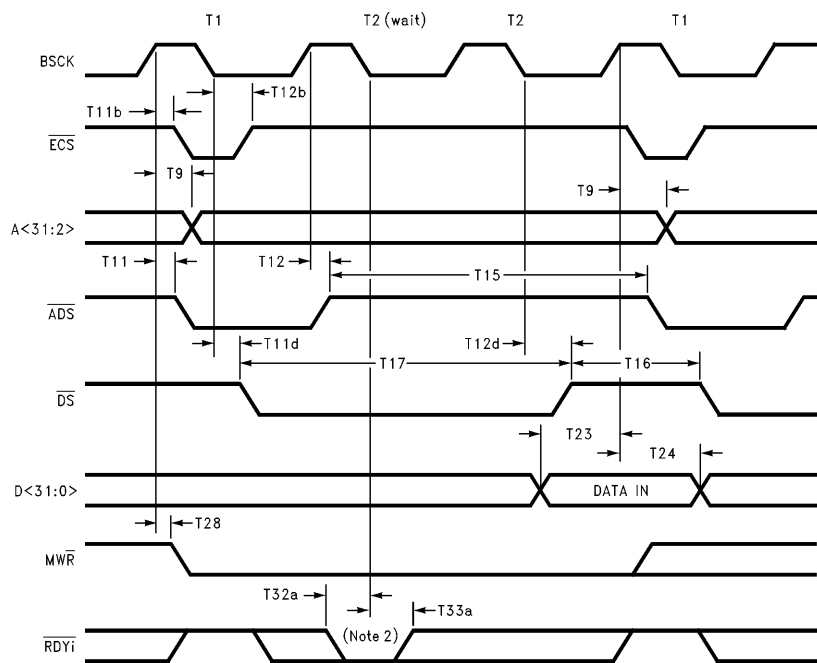 T1 T2 (wait) T2 T1
BSCK
T12b
T11b
ECS
T9
T9
A<31:2>
T11 T12
T15
ADS
T11d T17 T12d T16
DS
T23
T24
D<31:0> DATA IN
T28
MWR
T32a T33a
(Note 2)
RDYi